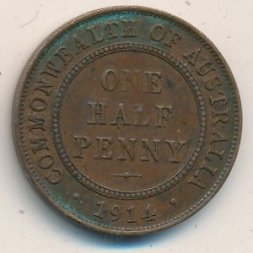 COMMONWEALTH OF AUSTRALIA
ONE
HALF
PENNY
· 1914 ·